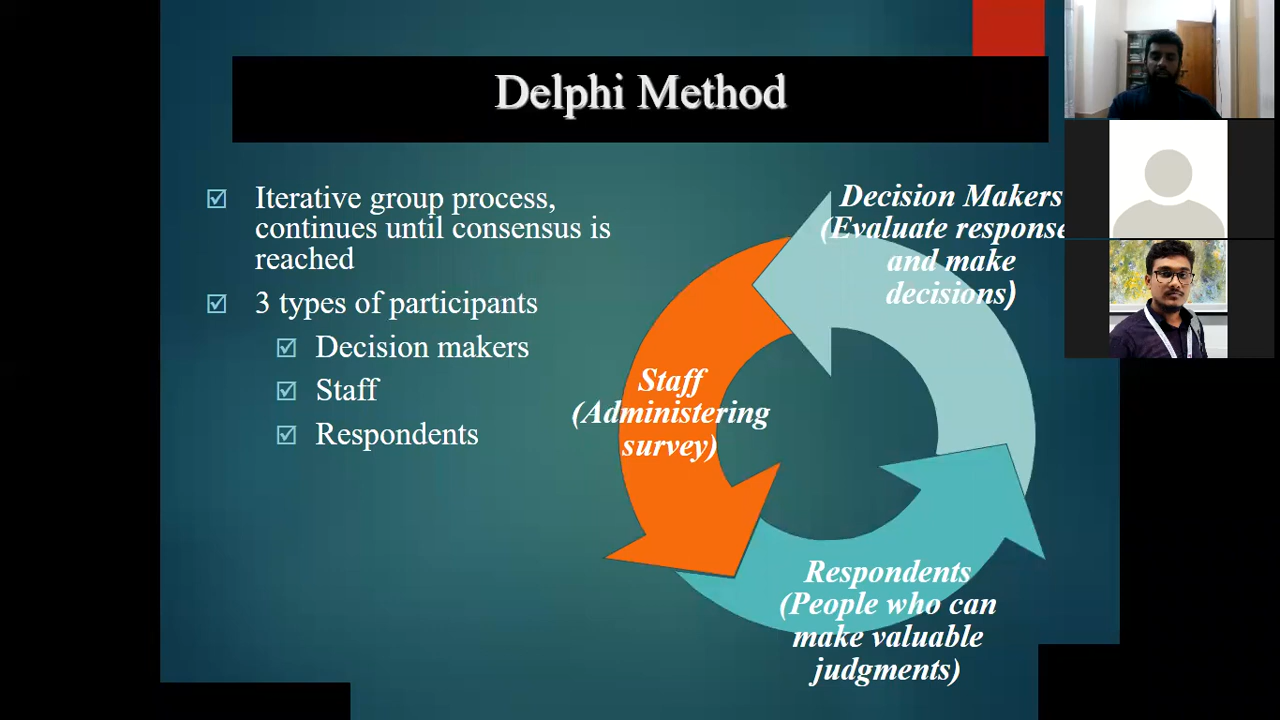 Delphi Method
Iterative group process,
continues until consensus is
reached
3 types of participants
Decision makers
Staff
Respondents
Decision Makers
(Evaluate response
and make
decisions)
Staff
(Administering
survey)
Respondents
(People who can
make valuable
judgments)